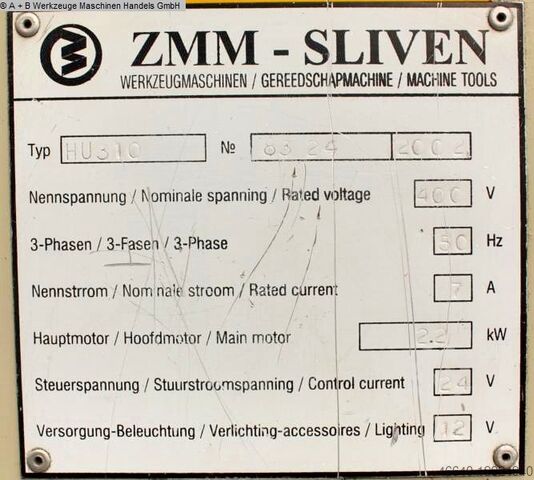 © A + B Werkzeuge Maschinen Handels GmbH
ZMM - SLIVEN
WERKZEUGMASCHINEN / GEREEDSCHAPMACHINE / MACHINE TOOLS
Typ HU310 № 6324 2002
Nennspannung / Nominale spanning / Rated voltage 400 V
3-Phasen / 3-Fasen / 3-Phase 50 Hz
Nennstrrom / Nominale stroom / Rated current 7 A
Hauptmotor / Hoofdmotor / Main motor 2.2 kW
Steuerspannung / Stuurstroomspanning / Control current 24 V
Versorgung-Beleuchtung / Verlichting-accessoires / Lighting 12 V.